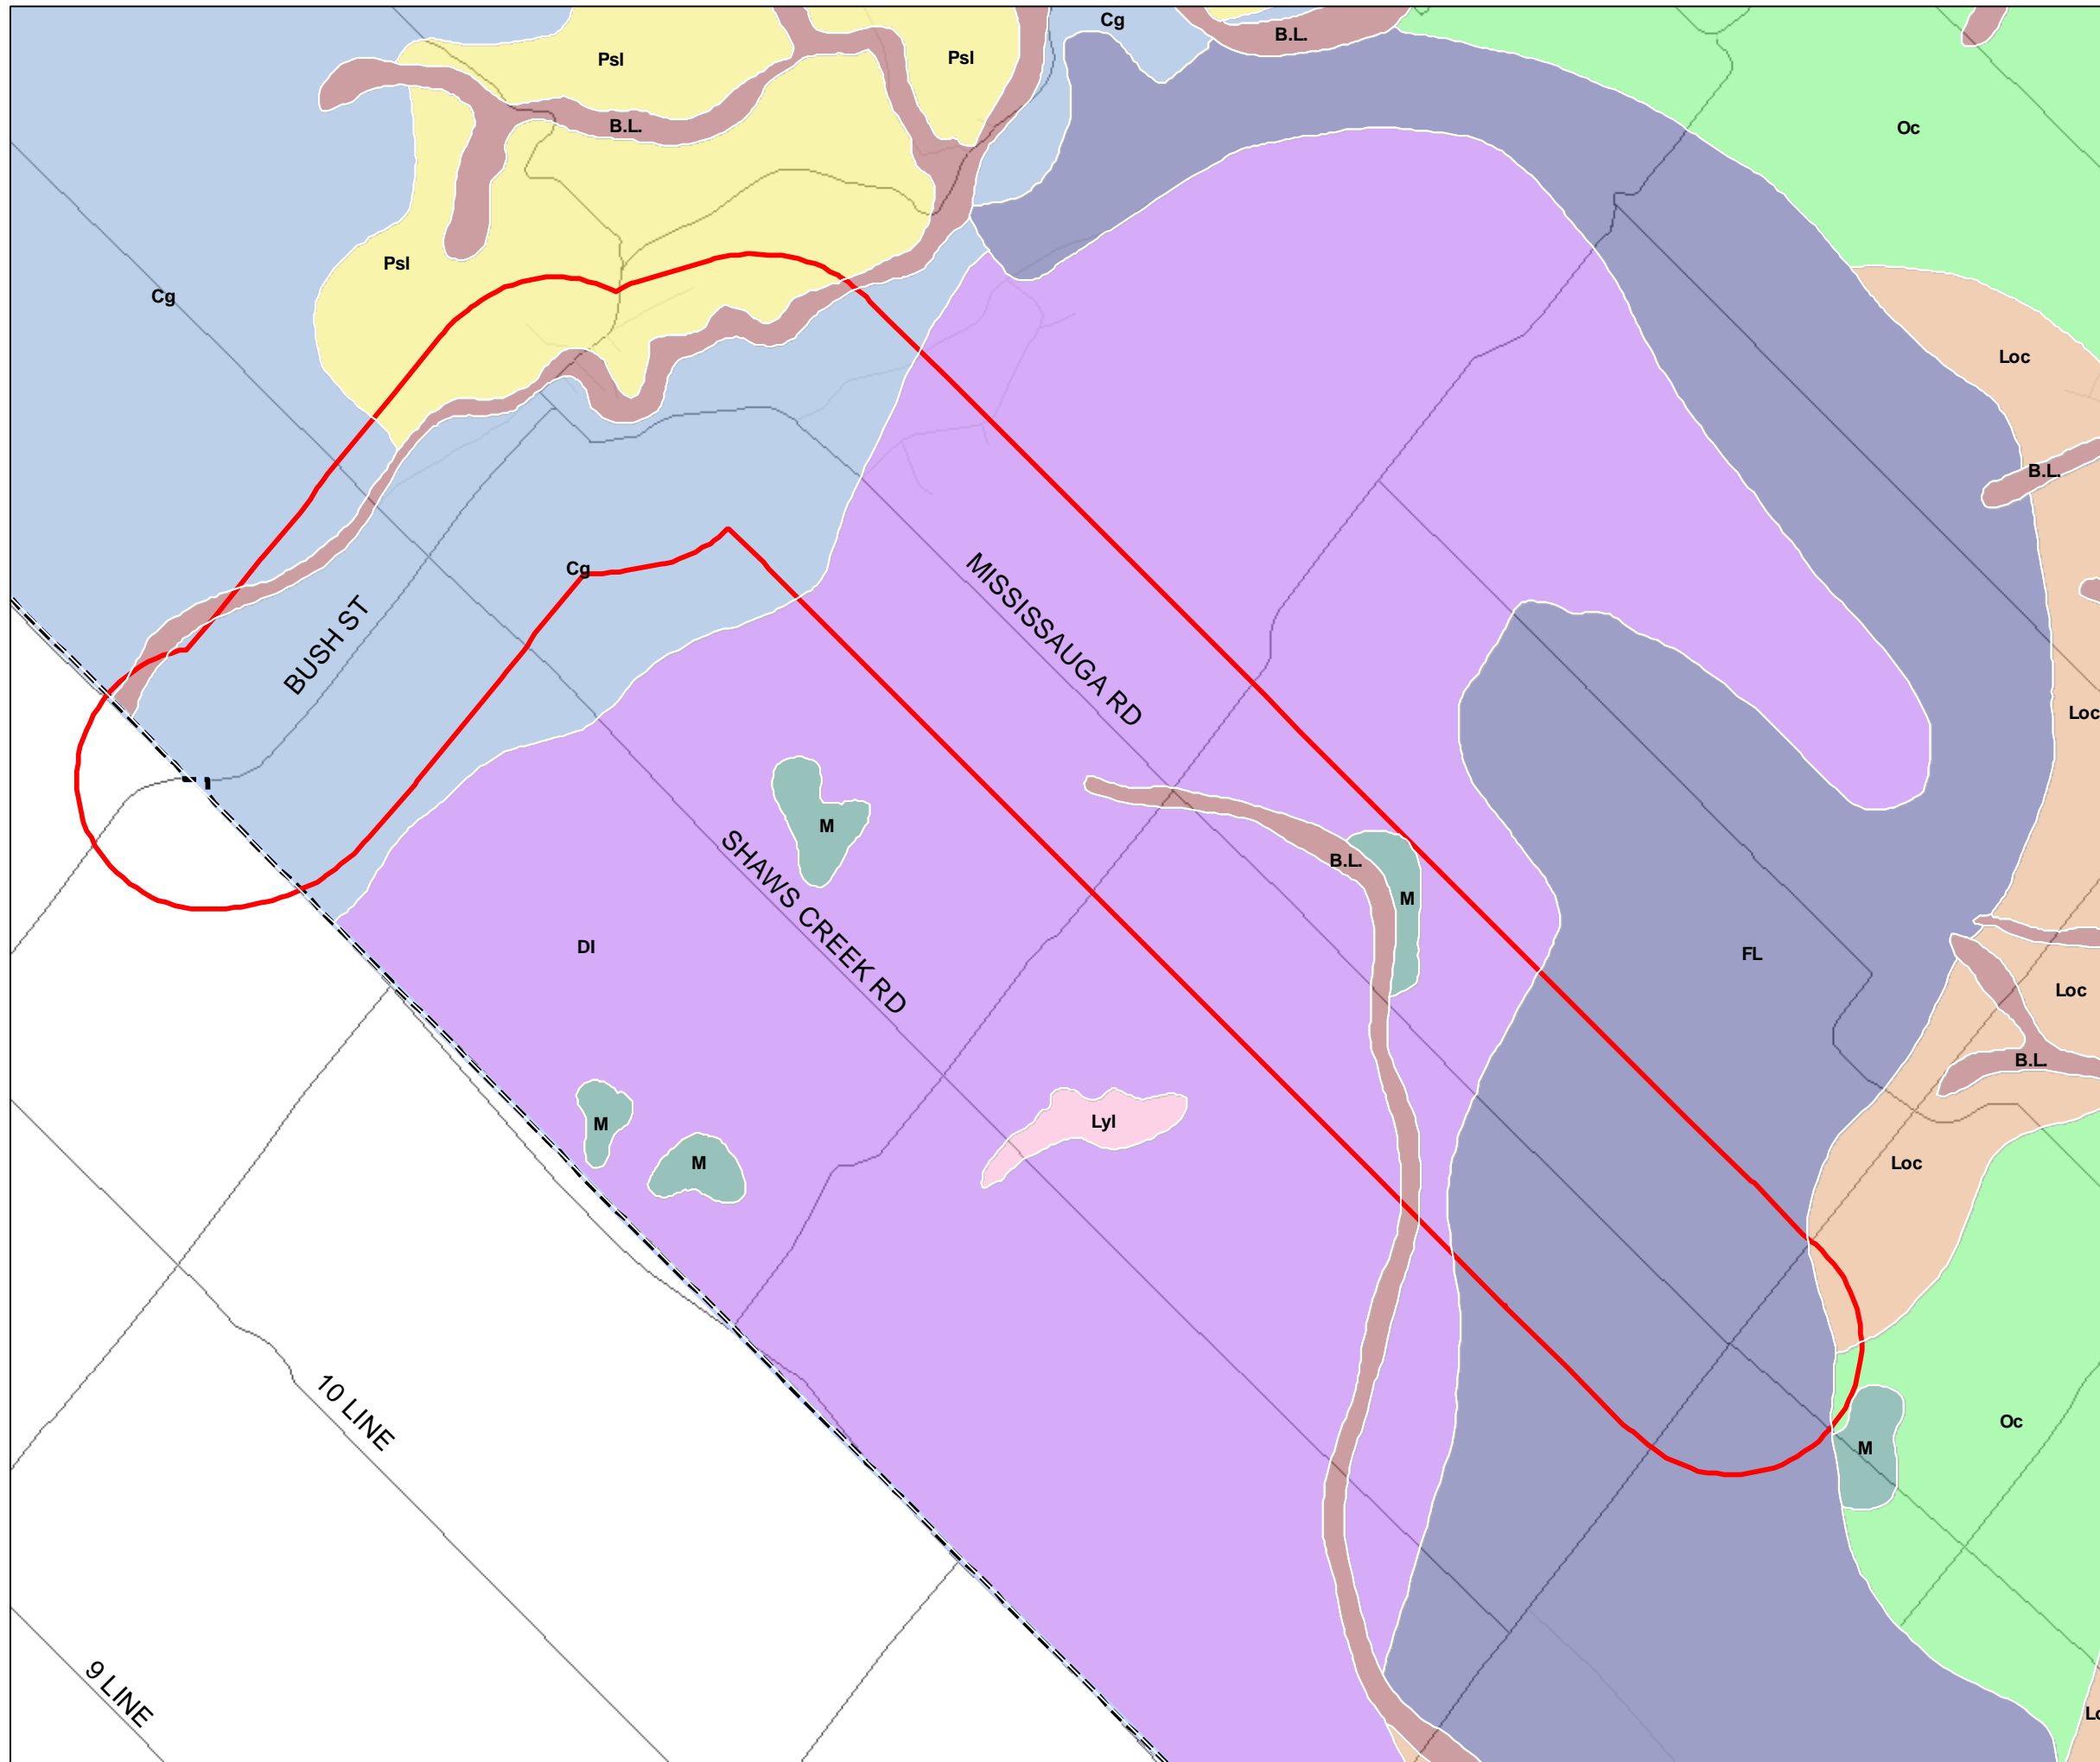 Cg
B.L.
Psl
Psl
B.L.
Oc
Psl
Cg
Loc
B.L.
Cg
BUSH ST
MISSISSAUGA RD
Loc
M
SHAWS CREEK RD
B.L.
M
DI
FL
Loc
B.L.
M
Lyl
M
Loc
10 LINE
Oc
M
9 LINE
Lo